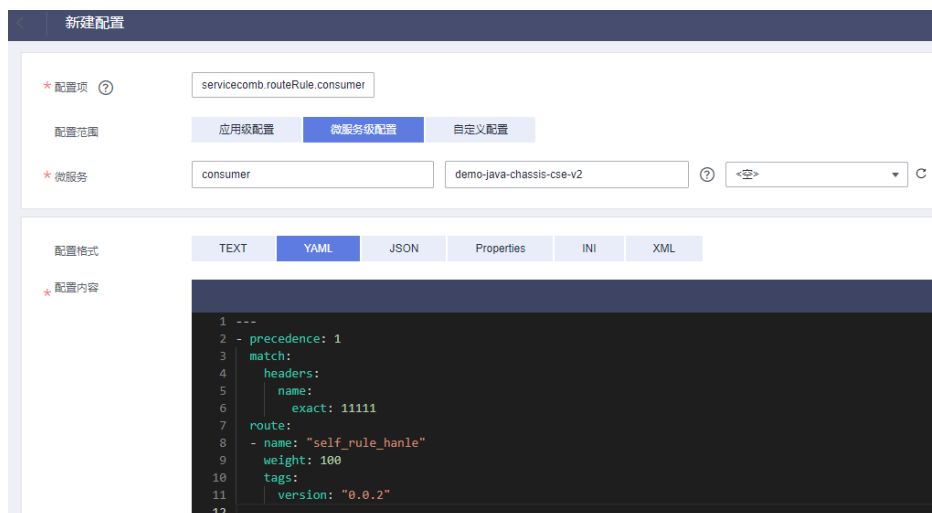 新建配置
* 配置项 ? servicecomb.routeRule.consumer
配置范围 应用级配置 微服务级配置 自定义配置
* 微服务 consumer demo-java-chassis-cse-v2 ? <空>
配置格式 TEXT YAML JSON Properties INI XML
* 配置内容
1 ---
2 - precedence: 1
3 match:
4 headers:
5 name:
6 exact: 11111
7 route:
8 - name: "self_rule_hanle"
9 weight: 100
10 tags:
11 version: "0.0.2"
12